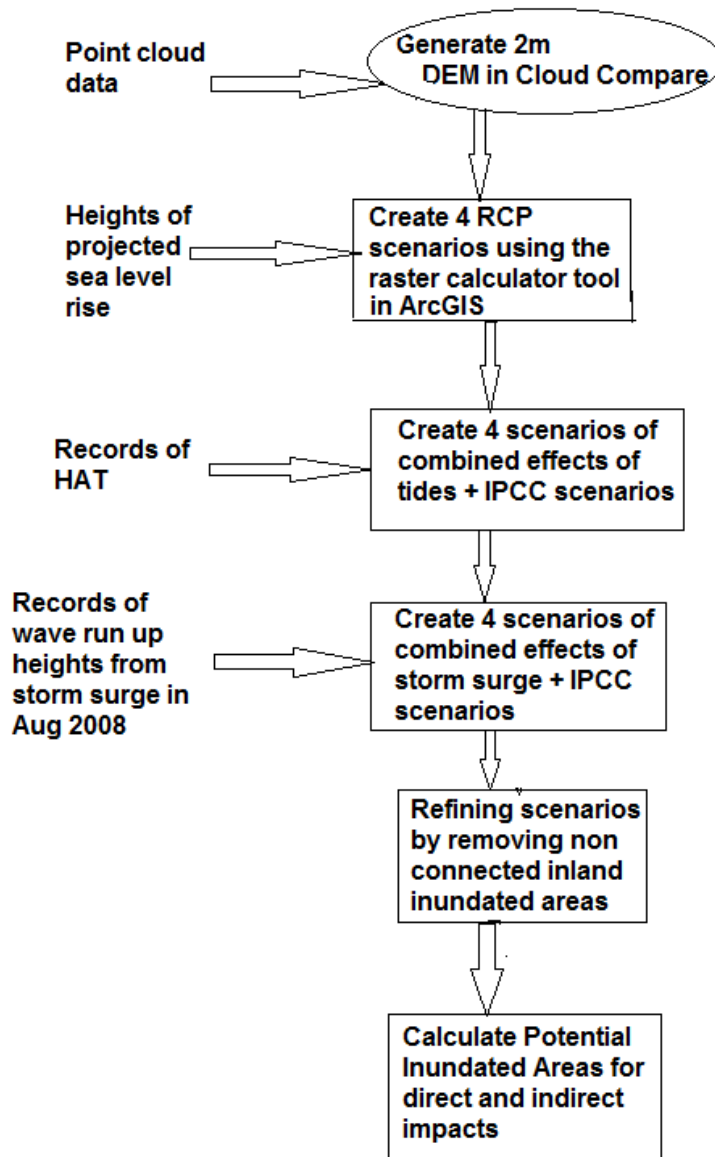 Point cloud
data
Generate 2m
DEM in Cloud Compare
Heights of
projected
sea level
rise
Create 4 RCP
scenarios using the
raster calculator tool
in ArcGIS
Records of
HAT
Create 4 scenarios of
combined effects of
tides + IPCC scenarios
Records of
wave run up
heights from
storm surge in
Aug 2008
Create 4 scenarios of
combined effects of
storm surge + IPCC
scenarios
Refining scenarios
by removing non
connected inland
inundated areas
Calculate Potential
Inundated Areas for
direct and indirect
impacts